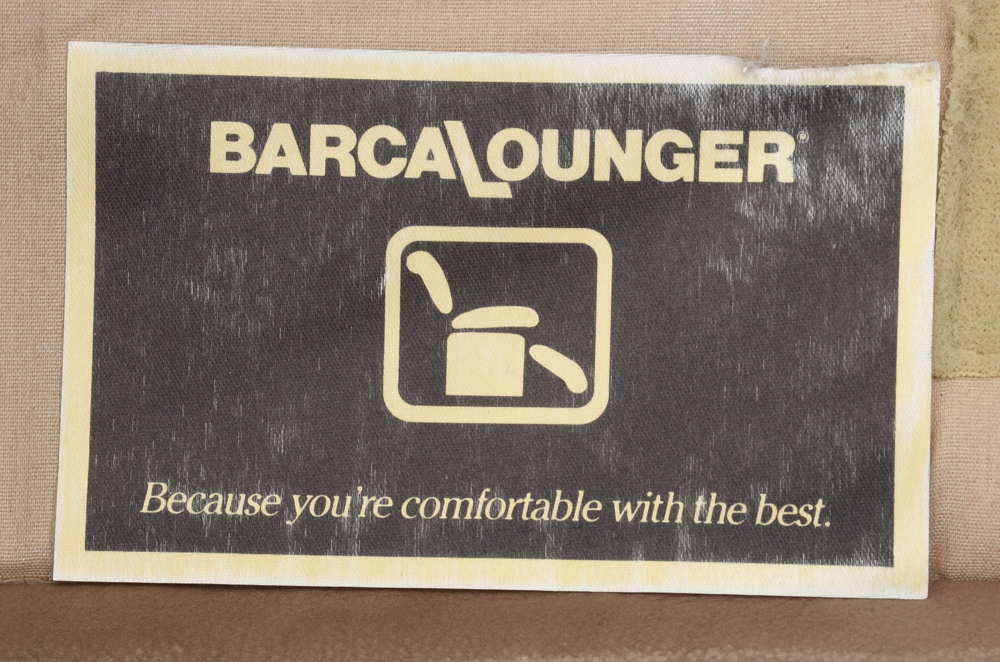 BARCALOUNGER®
Because you're comfortable with the best.